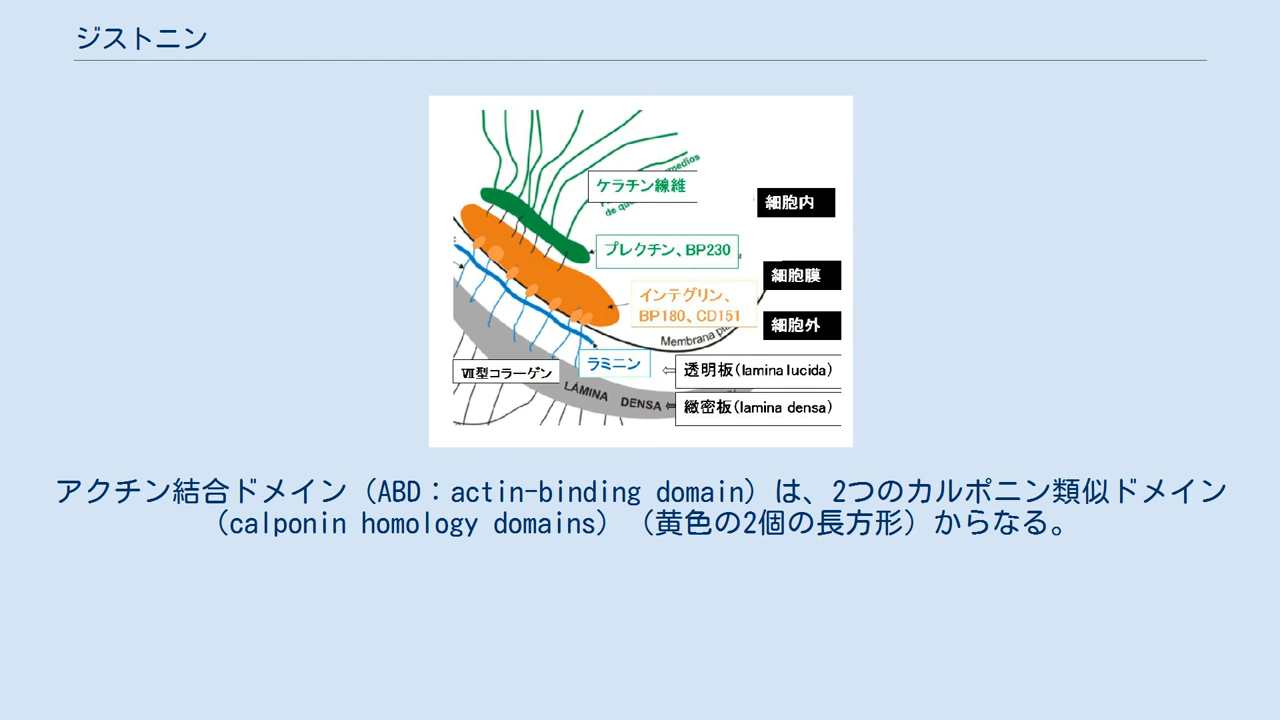 ジストニン
medios
ケラチン線維
de que
細胞内
プレクチン、BP230
細胞膜
インテグリン、
BP180、CD151
細胞外
Membrana
ラミニン
透明板(lamina lucida)
Ⅶ型コラーゲン
LÁMINA DENSA
緻密板(lamina densa)
アクチン結合ドメイン（ABD：actin-binding domain）は、2つのカルポニン類似ドメイン
（calponin homology domains）（黄色の2個の長方形）からなる。